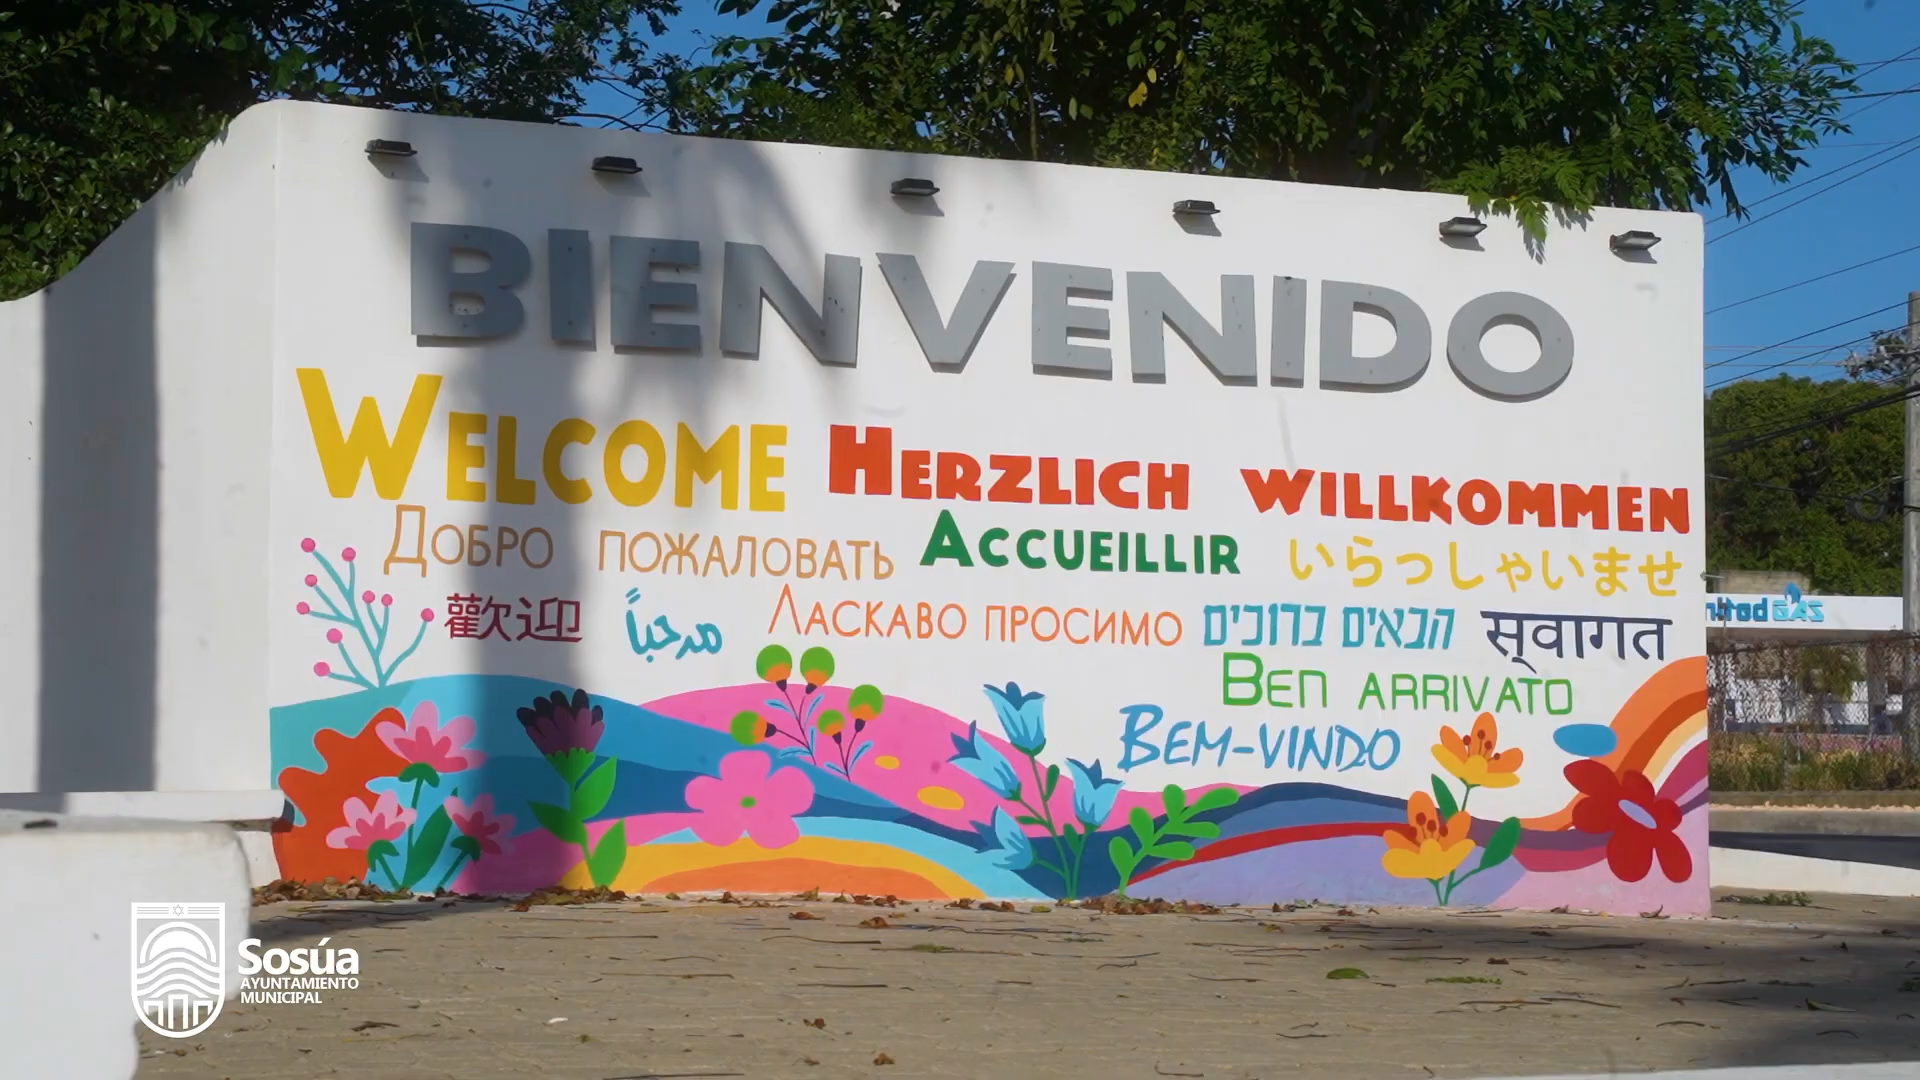 BIENVENIDO
WELCOME HERZLICH WILLKOMMEN
ДОБРО ПОЖАЛОВАТЬ ACCUEILLIR いらっしゃいませ
歡迎 مرحباً ЛАСКАВО ПРОСИМО הבאים ברוכים स्वागत
BEN ARRIVATO
BEM-VINDO
GAS
Sosúa
AYUNTAMIENTO
MUNICIPAL